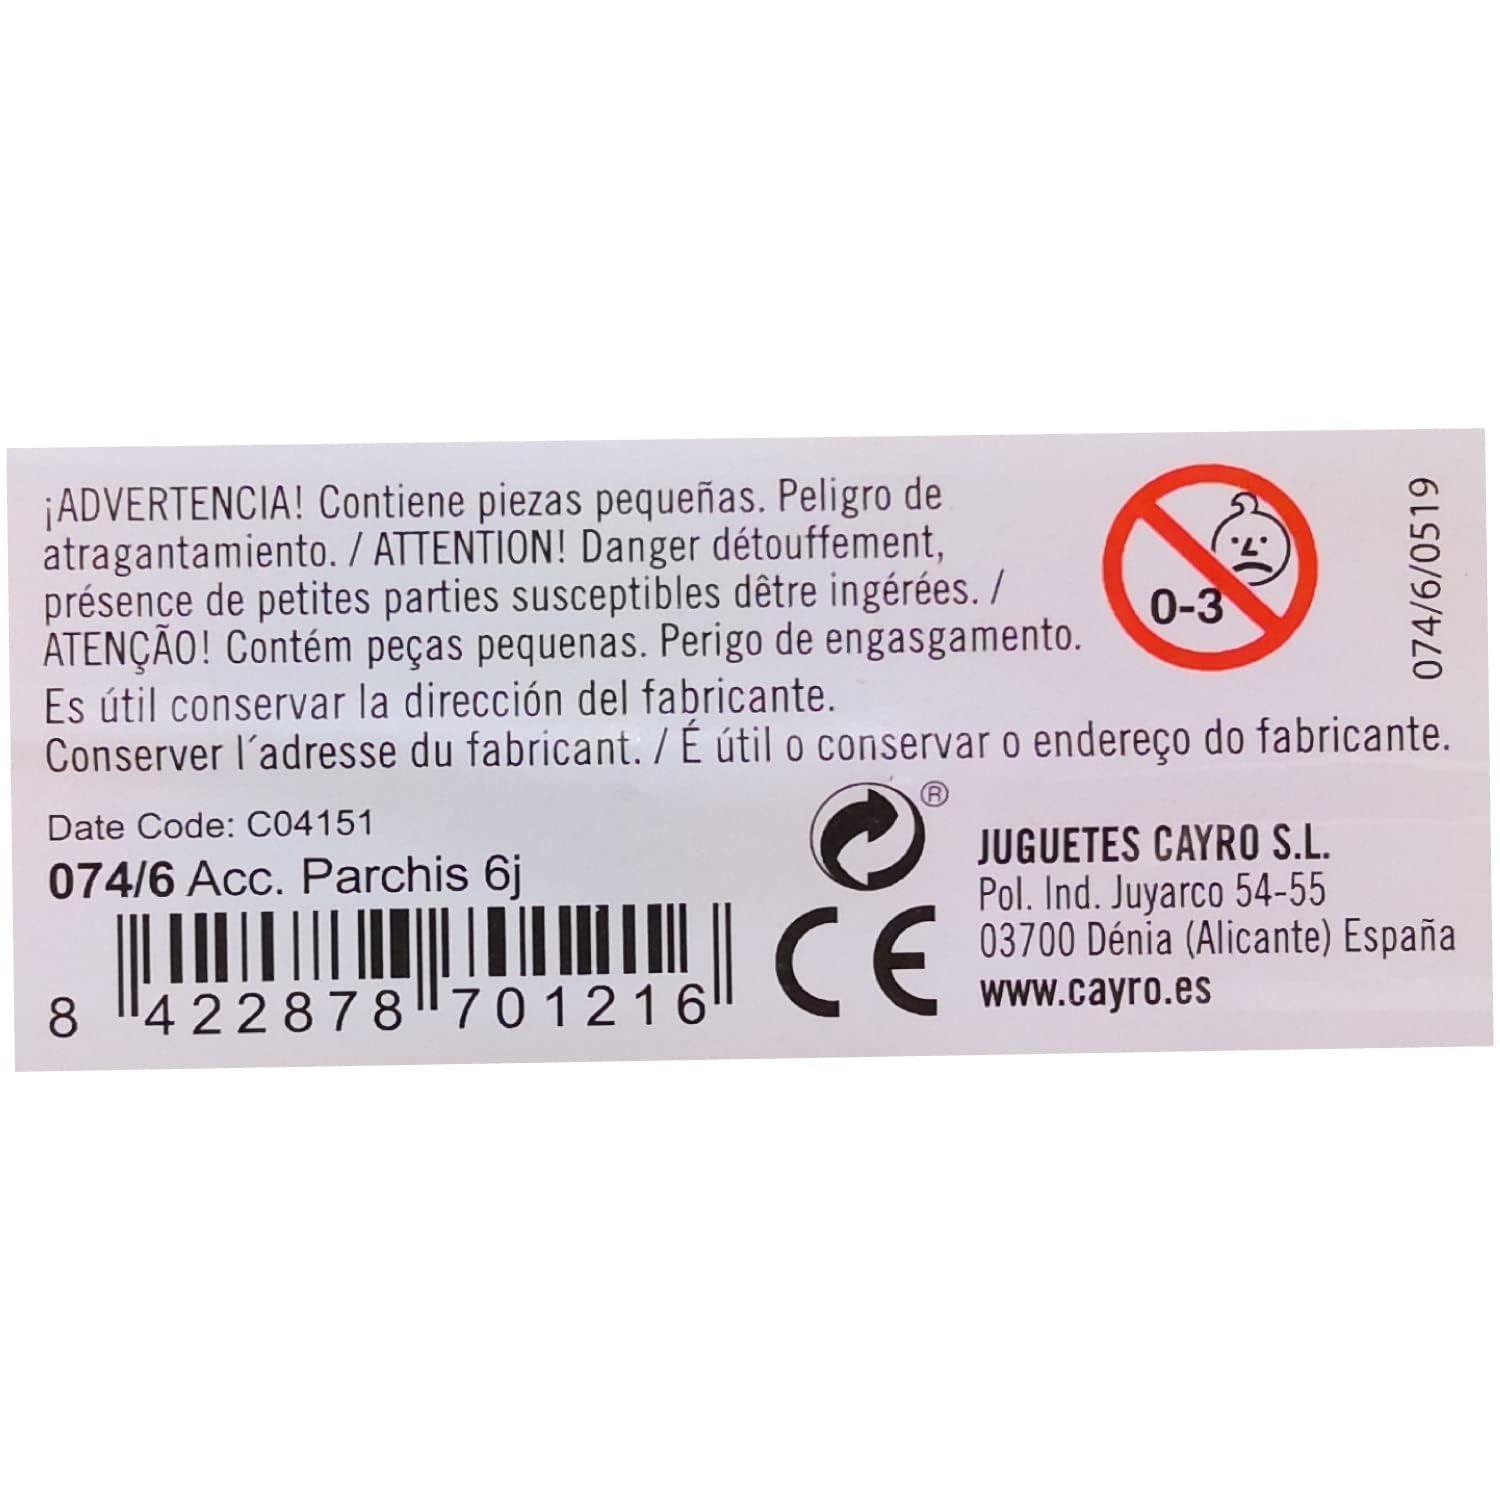 ¡ADVERTENCIA! Contiene piezas pequeñas. Peligro de
atragantamiento. / ATTENTION! Danger détouffement,
présence de petites parties susceptibles dêtre ingérées. /
ATENÇÃO! Contém peças pequenas. Perigo de engasgamento.
Es útil conservar la dirección del fabricante.
Conserver l´adresse du fabricant. / É útil o conservar o endereço do fabricante.
0-3
074/6/0519
Date Code: C04151
074/6 Acc. Parchis 6j
8 422878 701216
®
CE
JUGUETES CAYRO S.L.
Pol. Ind. Juyarco 54-55
03700 Dénia (Alicante) España
www.cayro.es